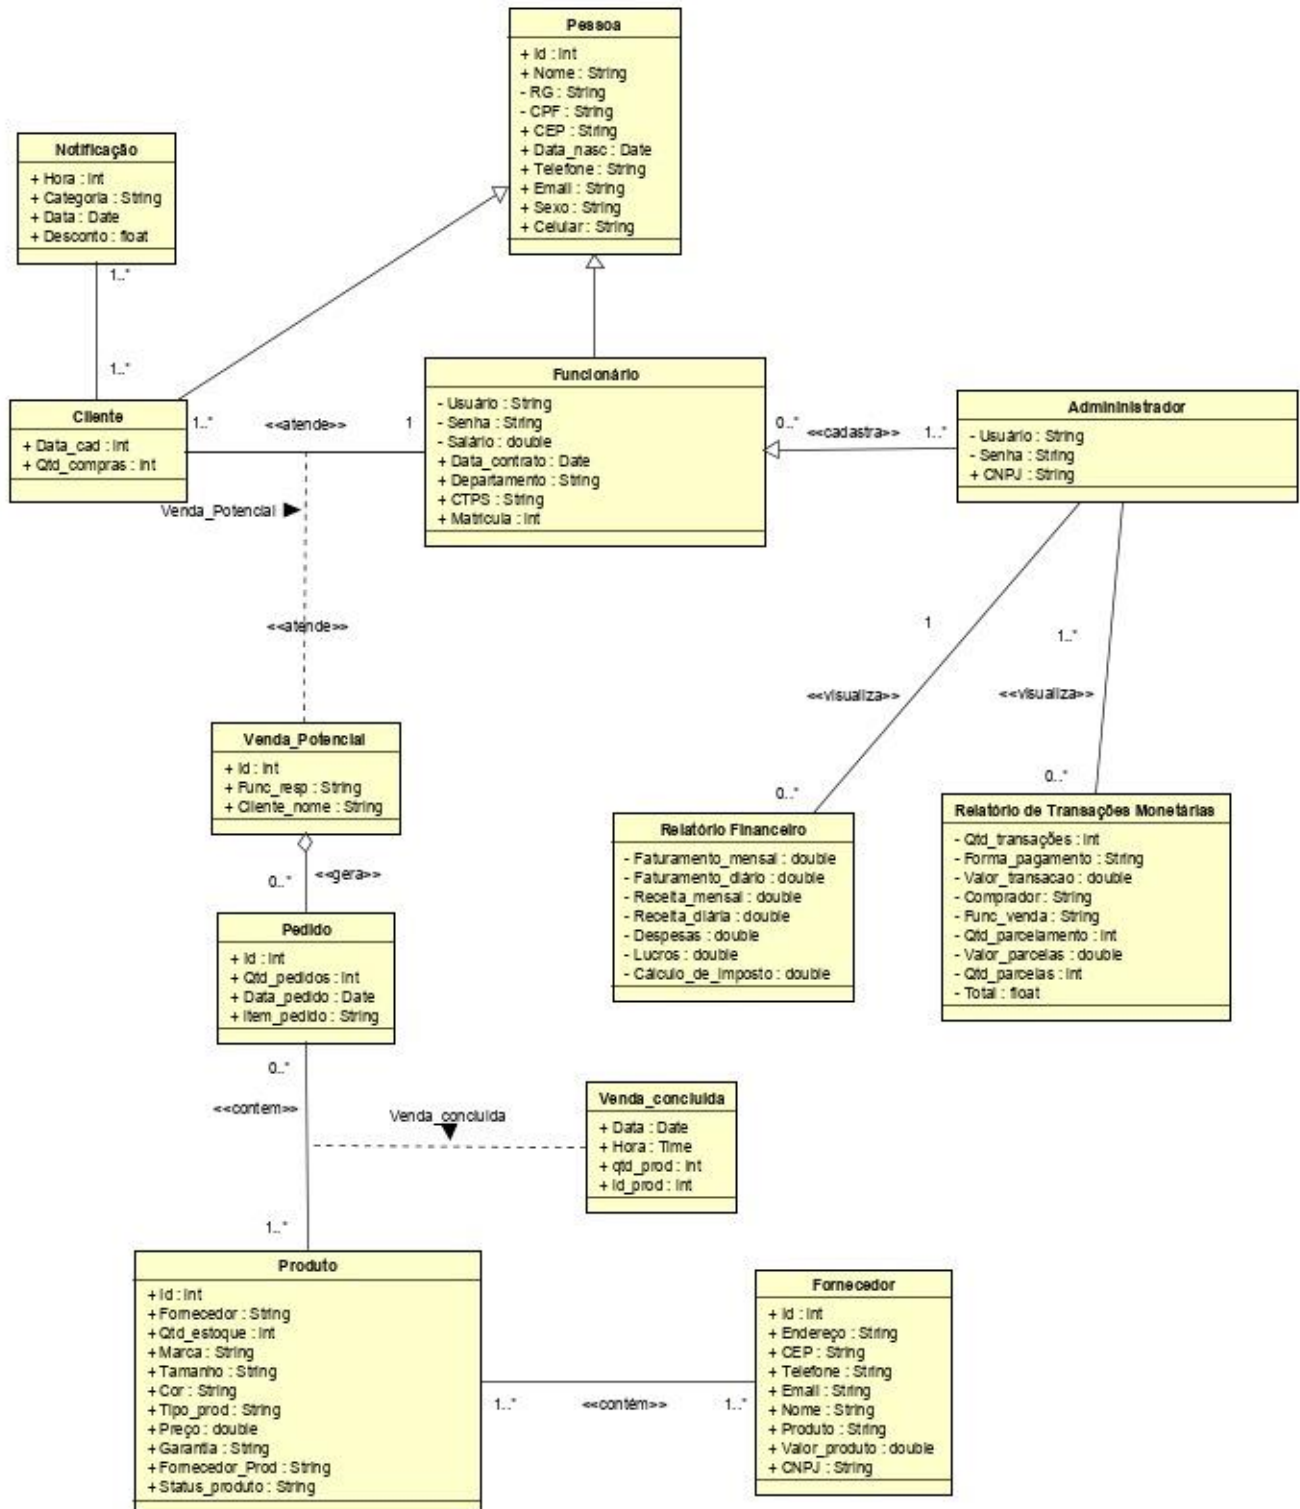 Pessoa
+ Id : Int
+ Nome : String
- RG : String
- CPF : String
+ CEP : String
+ Data_nasc : Date
+ Telefone : String
+ Email : String
+ Sexo : String
+ Celular : String
Notificação
+ Hora : Int
+ Categoria : String
+ Data : Date
+ Desconto : float
1..*
1..*
Cliente
+ Data_cad : Int
+ Qtd_compras : Int
1..*
<<atende>>
1
Funcionário
- Usuário : String
- Senha : String
- Salário : double
+ Data_contrato : Date
+ Departamento : String
+ CTPS : String
+ Matricula : Int
0..*
<<cadastra>>
1..*
Admininistrador
- Usuário : String
- Senha : String
+ CNPJ : String
Venda_Potencial
<<atende>>
1
<<visualiza>>
0..*
1..*
<<visualiza>>
0..*
Venda_Potencial
+ Id : Int
+ Func_resp : String
+ Cliente_nome : String
0..*
<<gera>>
Relatório Financeiro
- Faturamento_mensal : double
- Faturamento_diário : double
- Receita_mensal : double
- Receita_diária : double
- Despesas : double
- Lucros : double
- Cálculo_de_Imposto : double
Relatório de Transações Monetárias
- Qtd_transações : Int
- Forma_pagamento : String
- Valor_transacao : double
- Comprador : String
- Func_venda : String
- Qtd_parcelamento : Int
- Valor_parcelas : double
- Qtd_parcelas : Int
- Total : float
Pedido
+ Id : Int
+ Qtd_pedidos : Int
+ Data_pedido : Date
+ Item_pedido : String
0..*
<<contem>>
1..*
Venda_concluida
Venda_concluida
+ Data : Date
+ Hora : Time
+ qtd_prod : Int
+ Id_prod : Int
Produto
+ Id : Int
+ Fornecedor : String
+ Qtd_estoque : Int
+ Marca : String
+ Tamanho : String
+ Cor : String
+ Tipo_prod : String
+ Preço : double
+ Garantia : String
+ Fornecedor_Prod : String
+ Status_produto : String
1..*
<<contém>>
1..*
Fornecedor
+ Id : Int
+ Endereço : String
+ CEP : String
+ Telefone : String
+ Email : String
+ Nome : String
+ Produto : String
+ Valor_produto : double
+ CNPJ : String